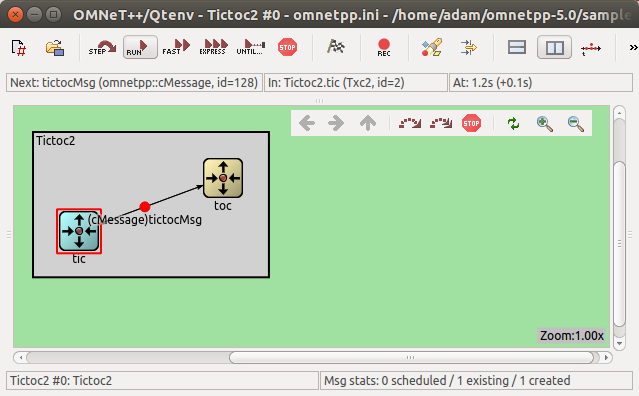 OMNeT++/Qtenv - Tictoc2 #0 - omnetpp.ini - /home/adam/omnetpp-5.0/sample
STEP RUN FAST EXPRESS UNTIL... STOP REC »
Next: tictocMsg (omnetpp::cMessage, id=128) In: Tictoc2.tic (Txc2, id=2) At: 1.2s (+0.1s)
STOP
Tictoc2
toc
(cMessage)tictocMsg
tic
Zoom:1.00x
Tictoc2 #0: Tictoc2 Msg stats: 0 scheduled / 1 existing / 1 created